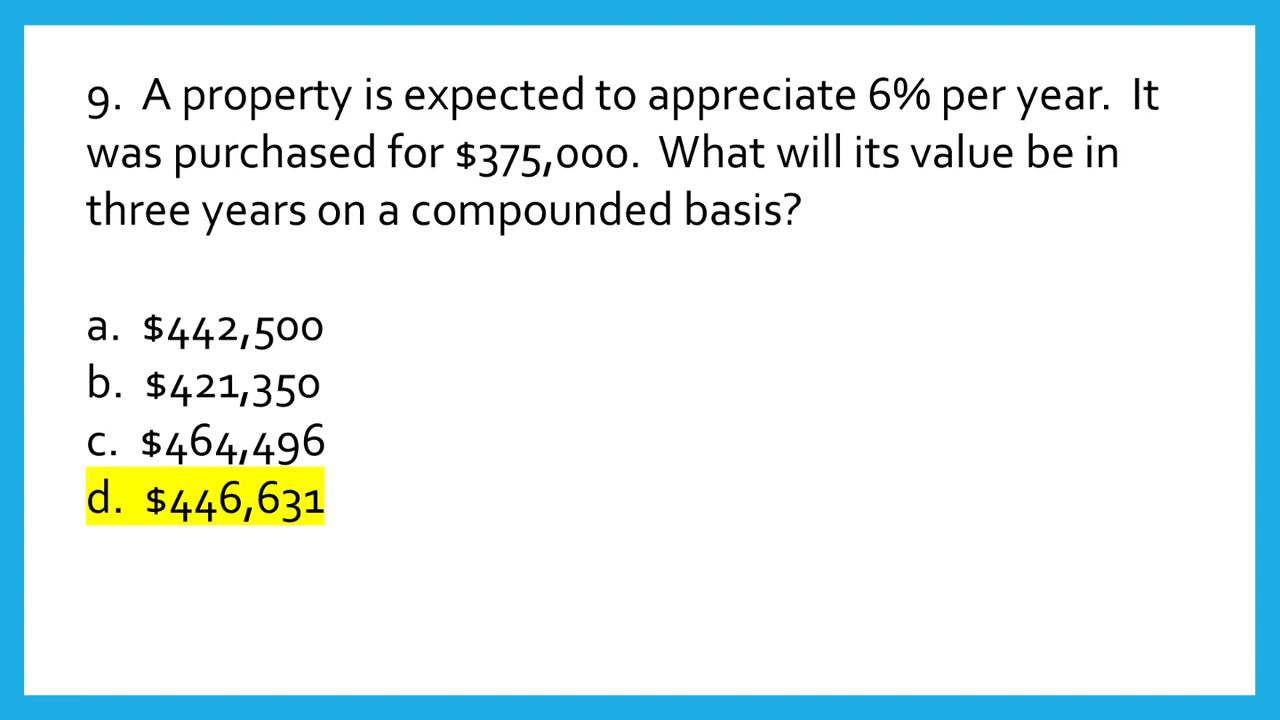 9. A property is expected to appreciate 6% per year. It
was purchased for $375,000. What will its value be in
three years on a compounded basis?
a. $442,500
b. $421,350
c. $464,496
d. $446,631